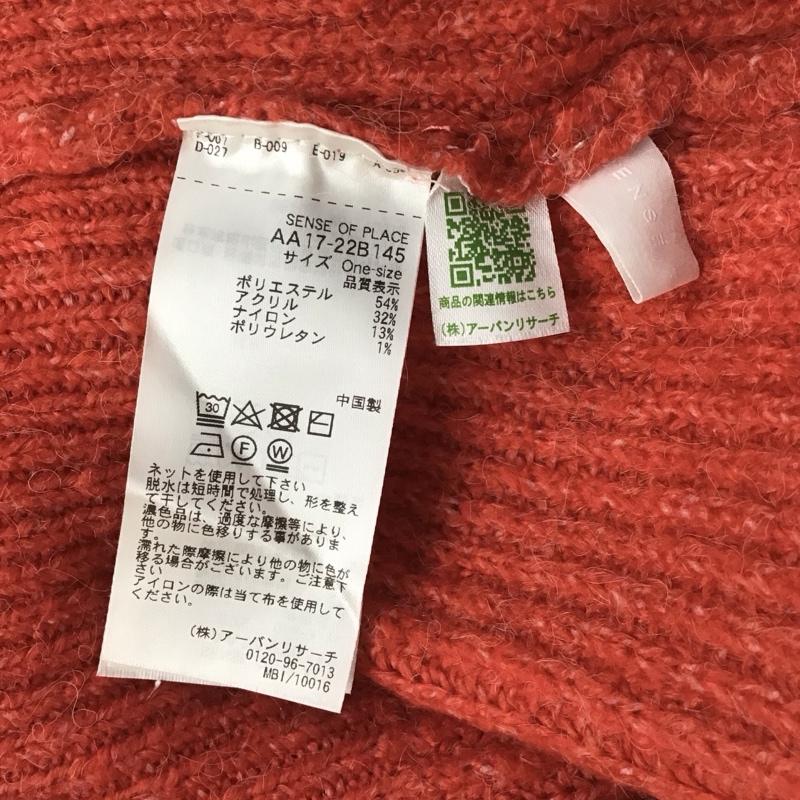 D-027 B-009 E-019
SENSE OF PLACE
AA17-22B145
サイズ One-size
品質表示
ポリエステル 54%
アクリル 32%
ナイロン 13%
ポリウレタン 1%
中国製
30
F W
ネットを使用して下さい
脱水は短時間で処理し、形を整え
て干してください。
濃色品は、過度な摩擦等により、
他の物に色移りする事がありま
す。
濡れた際摩擦により他の物に色が
移る場合がございます。ご注意下
さい
アイロンの際は当て布を使用して
ください。
(株)アーバンリサーチ
0120-96-7013
MBI/10016
商品の関連情報はこちら
(株)アーバンリサーチ
ENSE